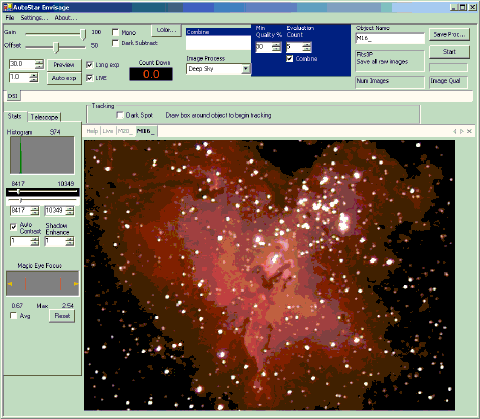 AutoStar Envisage
File Settings... About...
Gain 100
Offset 50
Mono
Dark Subtract
Color...
Combine
Min Quality %
Evaluation Count
5
Combine
Object Name
M16_
Fits3P
Save all raw images
Num Images
Image Qual
Save Proc...
Start
30.0
Preview
Long exp
1.0
Auto exp
LIVE
Count Down
0.0
Image Process
Deep Sky
DSI
Stats Telescope
Tracking
Dark Spot Draw box around object to begin tracking
Help Live M20_ M16_
Histogram 974
8417 10349
8417 10349
Auto Contrast
Shadow Enhance
1 1
Magic Eye Focus
0.67 Max 2.54
Avg Reset